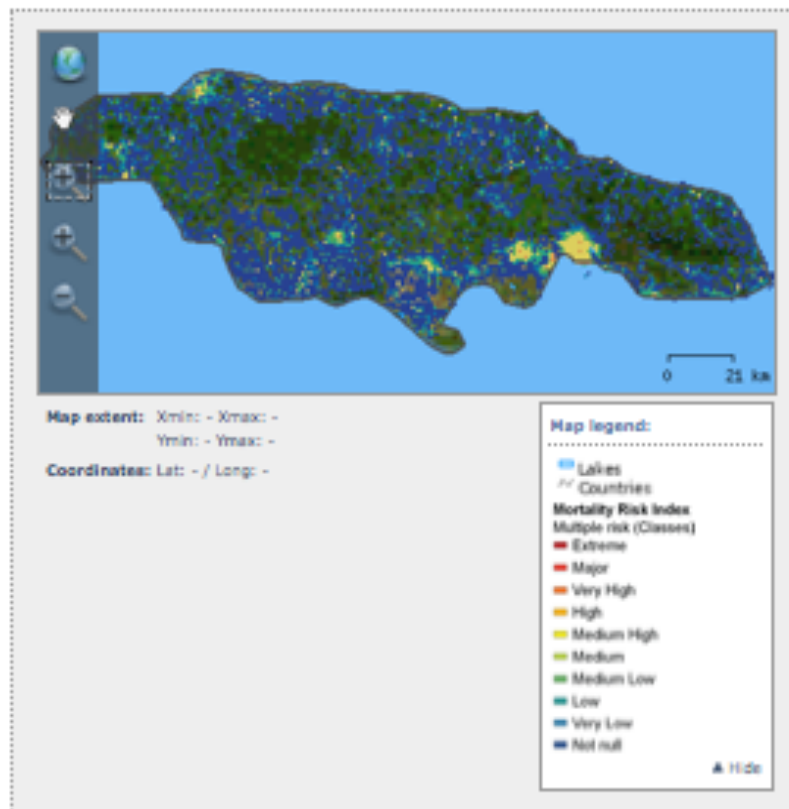 0 21 km
Map extent: Xmin: - Xmax: -
Ymin: - Ymax: -
Coordinates: Lat: - / Long: -
Map legend:
Lakes
Countries
Mortality Risk Index
Multiple risk (Classes)
Extreme
Major
Very High
High
Medium High
Medium
Medium Low
Low
Very Low
Not null
▲ Hide